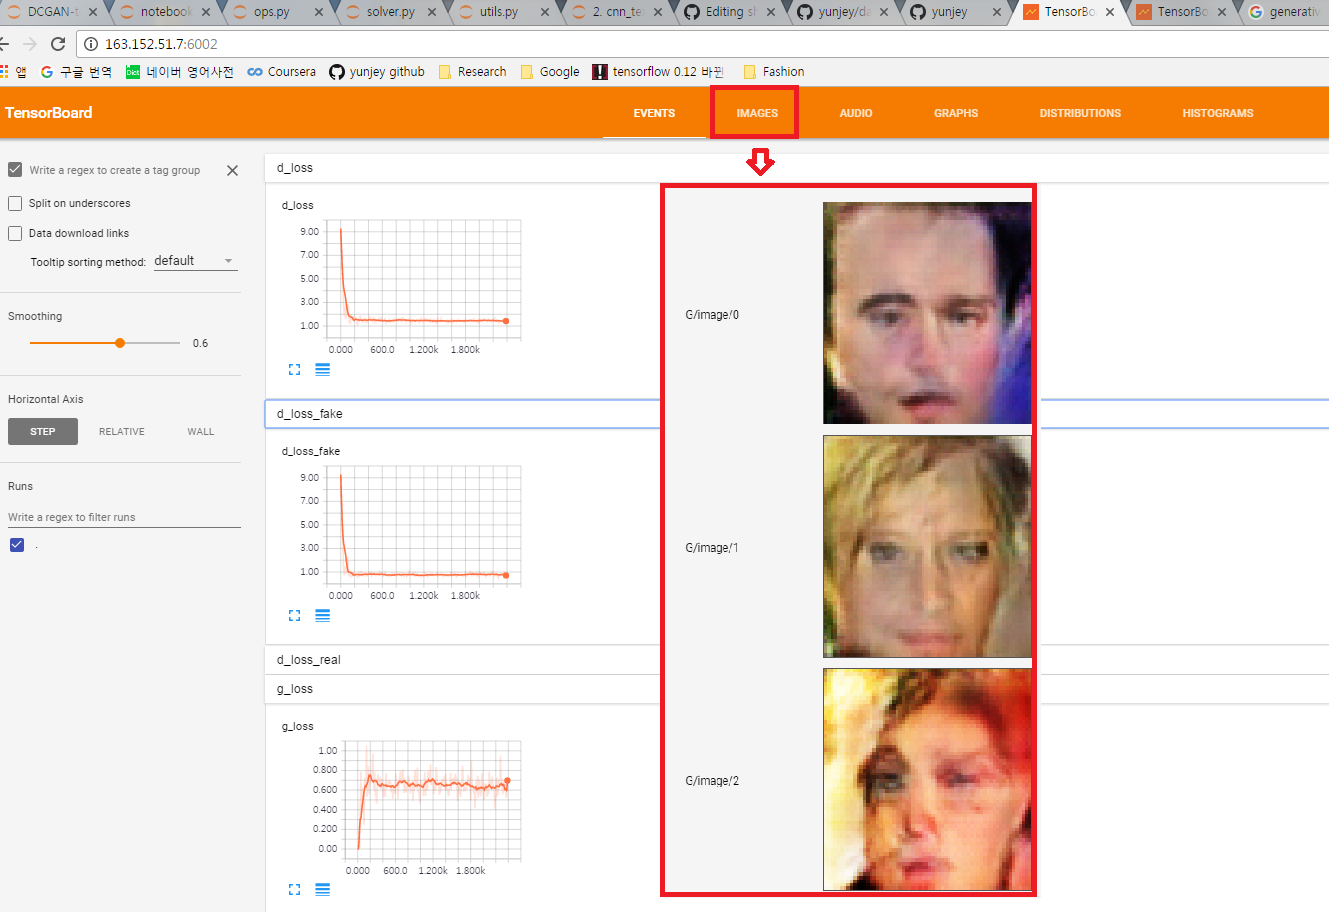 DCGAN-t
notebook
ops.py
solver.py
utils.py
2. cnn_te
Editing sh
yunjey/da
yunjey
TensorBo
TensorBo
generativ
163.152.51.7:6002
앱
구글 번역
네이버 영어사전
Coursera
yunjey github
Research
Google
tensorflow 0.12 바뀐
Fashion
TensorBoard
EVENTS
IMAGES
AUDIO
GRAPHS
DISTRIBUTIONS
HISTOGRAMS
Write a regex to create a tag group
Split on underscores
Data download links
Tooltip sorting method: default
Smoothing
0.6
Horizontal Axis
STEP RELATIVE WALL
Runs
Write a regex to filter runs
.
d_loss
d_loss
9.00
7.00
5.00
3.00
1.00
0.000 600.0 1.200k 1.800k
d_loss_fake
d_loss_fake
9.00
7.00
5.00
3.00
1.00
0.000 600.0 1.200k 1.800k
d_loss_real
g_loss
g_loss
1.00
0.800
0.600
0.400
0.200
0.00
0.000 600.0 1.200k 1.800k
G/image/0
G/image/1
G/image/2